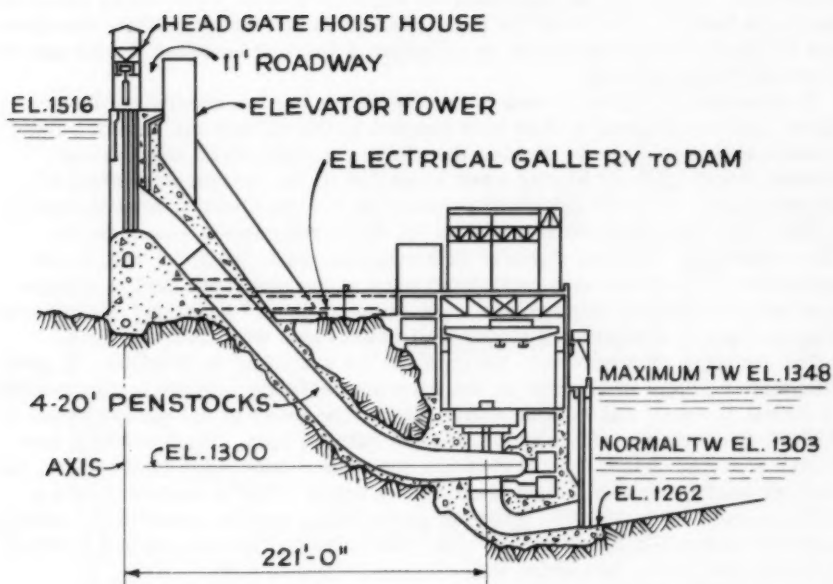 HEAD GATE HOIST HOUSE
11' ROADWAY
EL.1516
ELEVATOR TOWER
ELECTRICAL GALLERY TO DAM
MAXIMUM TW EL.1348
4-20' PENSTOCKS
NORMAL TW EL. 1303
AXIS
EL.1300
EL.1262
221'-0"